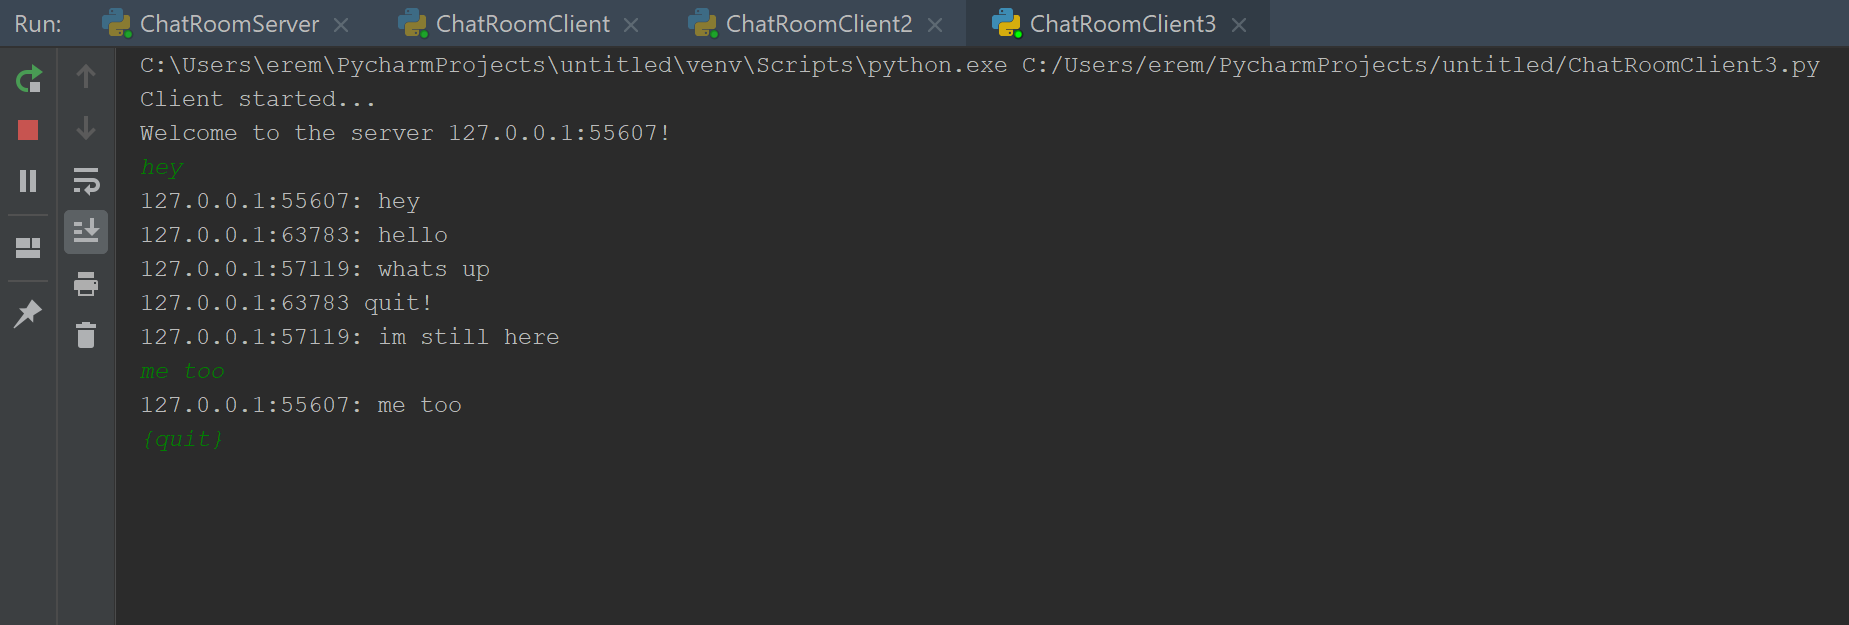 Run: ChatRoomServer ChatRoomClient ChatRoomClient2 ChatRoomClient3
C:\Users\erem\PycharmProjects\untitled\venv\Scripts\python.exe C:/Users/erem/PycharmProjects/untitled/ChatRoomClient3.py
Client started...
Welcome to the server 127.0.0.1:55607!
hey
127.0.0.1:55607: hey
127.0.0.1:63783: hello
127.0.0.1:57119: whats up
127.0.0.1:63783 quit!
127.0.0.1:57119: im still here
me too
127.0.0.1:55607: me too
{quit}